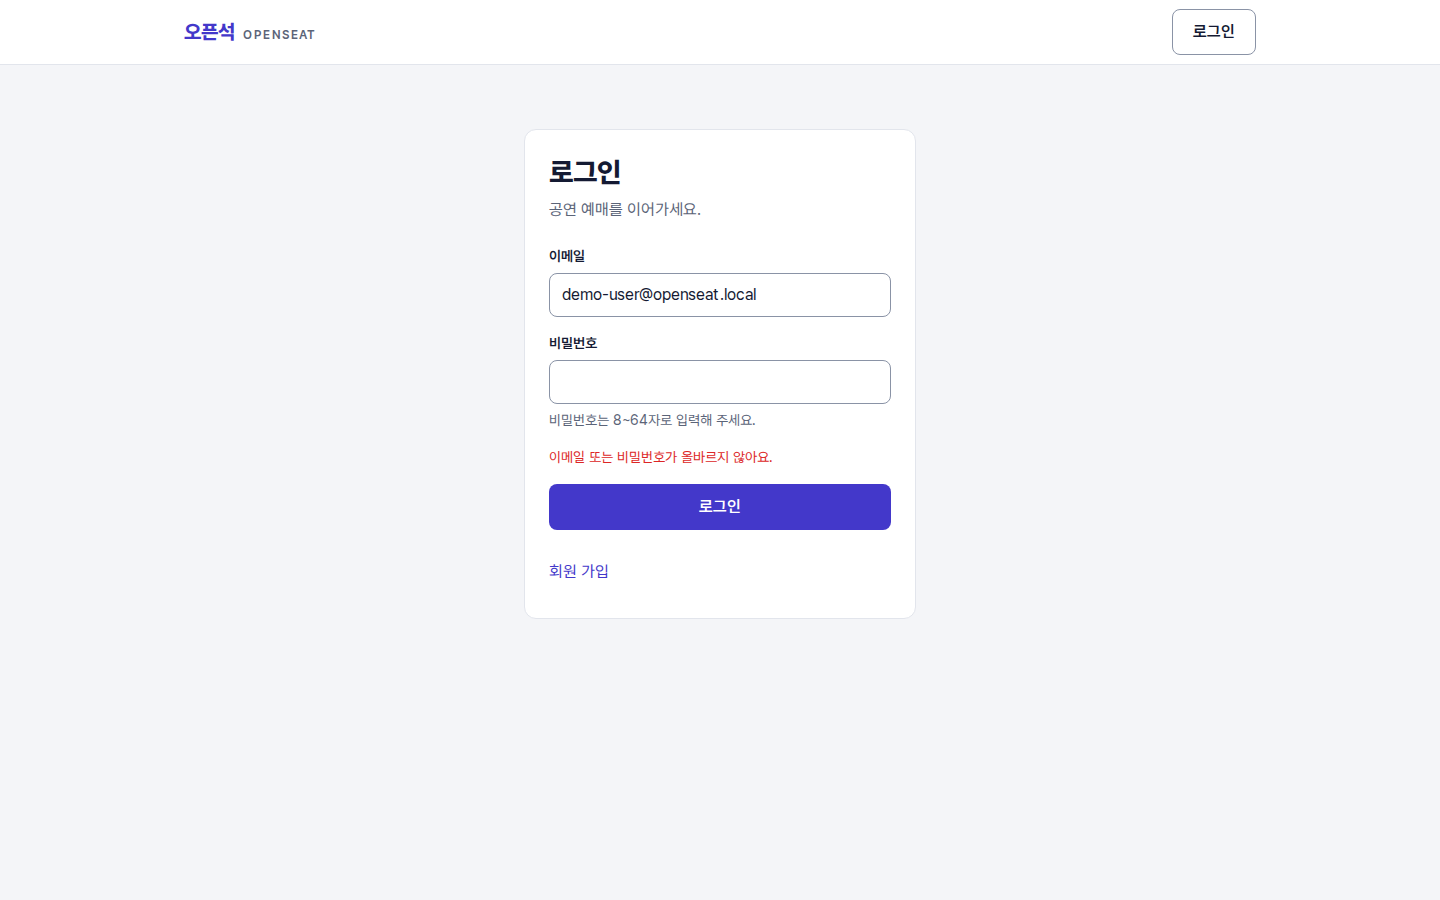 오픈석 OPENSEAT
로그인
로그인
공연 예매를 이어가세요.
이메일
demo-user@openseat.local
비밀번호
비밀번호는 8~64자로 입력해 주세요.
이메일 또는 비밀번호가 올바르지 않아요.
로그인
회원 가입